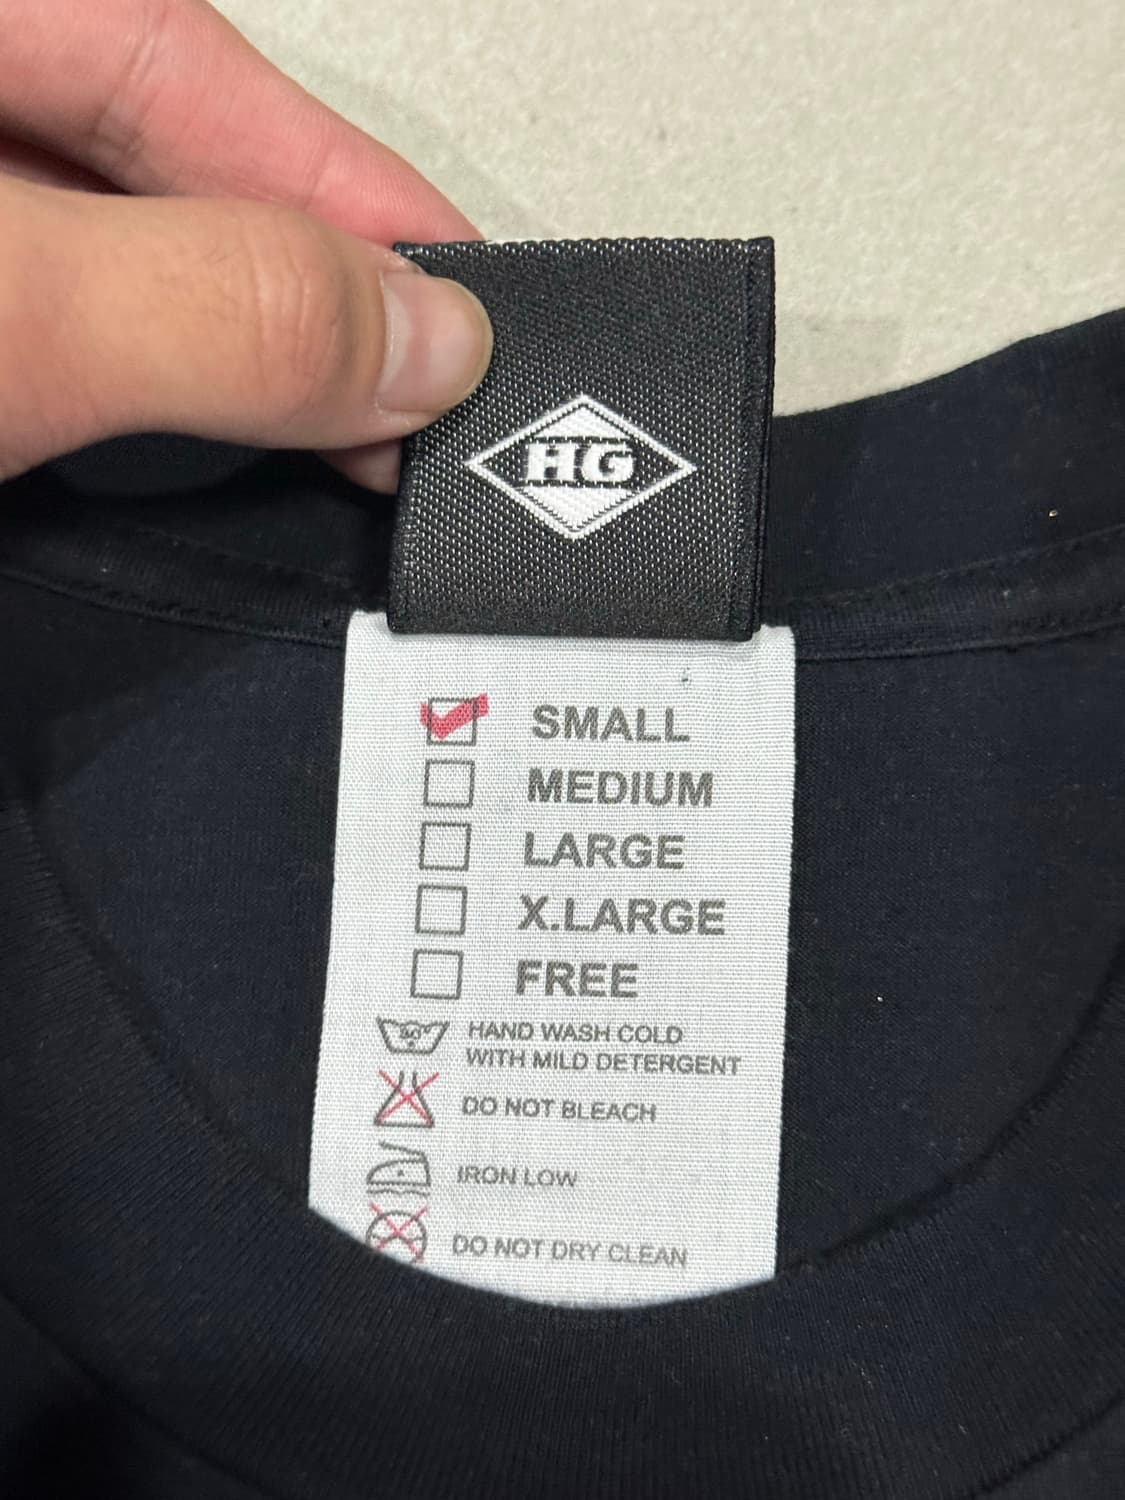 HG
SMALL
MEDIUM
LARGE
X.LARGE
FREE
HAND WASH COLD
WITH MILD DETERGENT
DO NOT BLEACH
IRON LOW
DO NOT DRY CLEAN